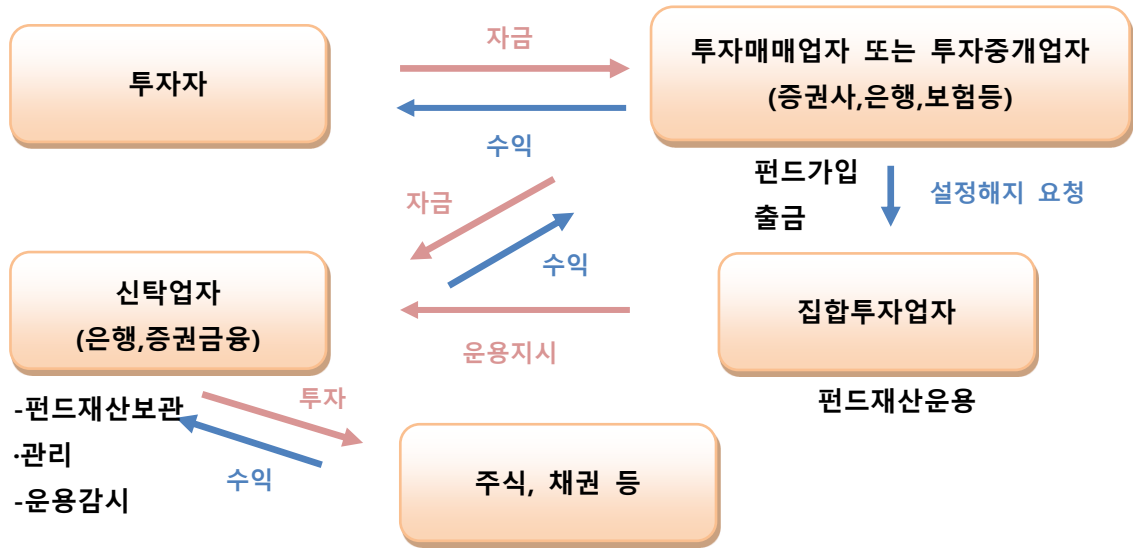 투자자
자금
수익
투자매매업자 또는 투자중개업자
(증권사,은행,보험등)
펀드가입
출금
설정해지 요청
자금
수익
신탁업자
(은행,증권금융)
운용지시
집합투자업자
펀드재산운용
-펀드재산보관
·관리
-운용감시
투자
수익
주식, 채권 등